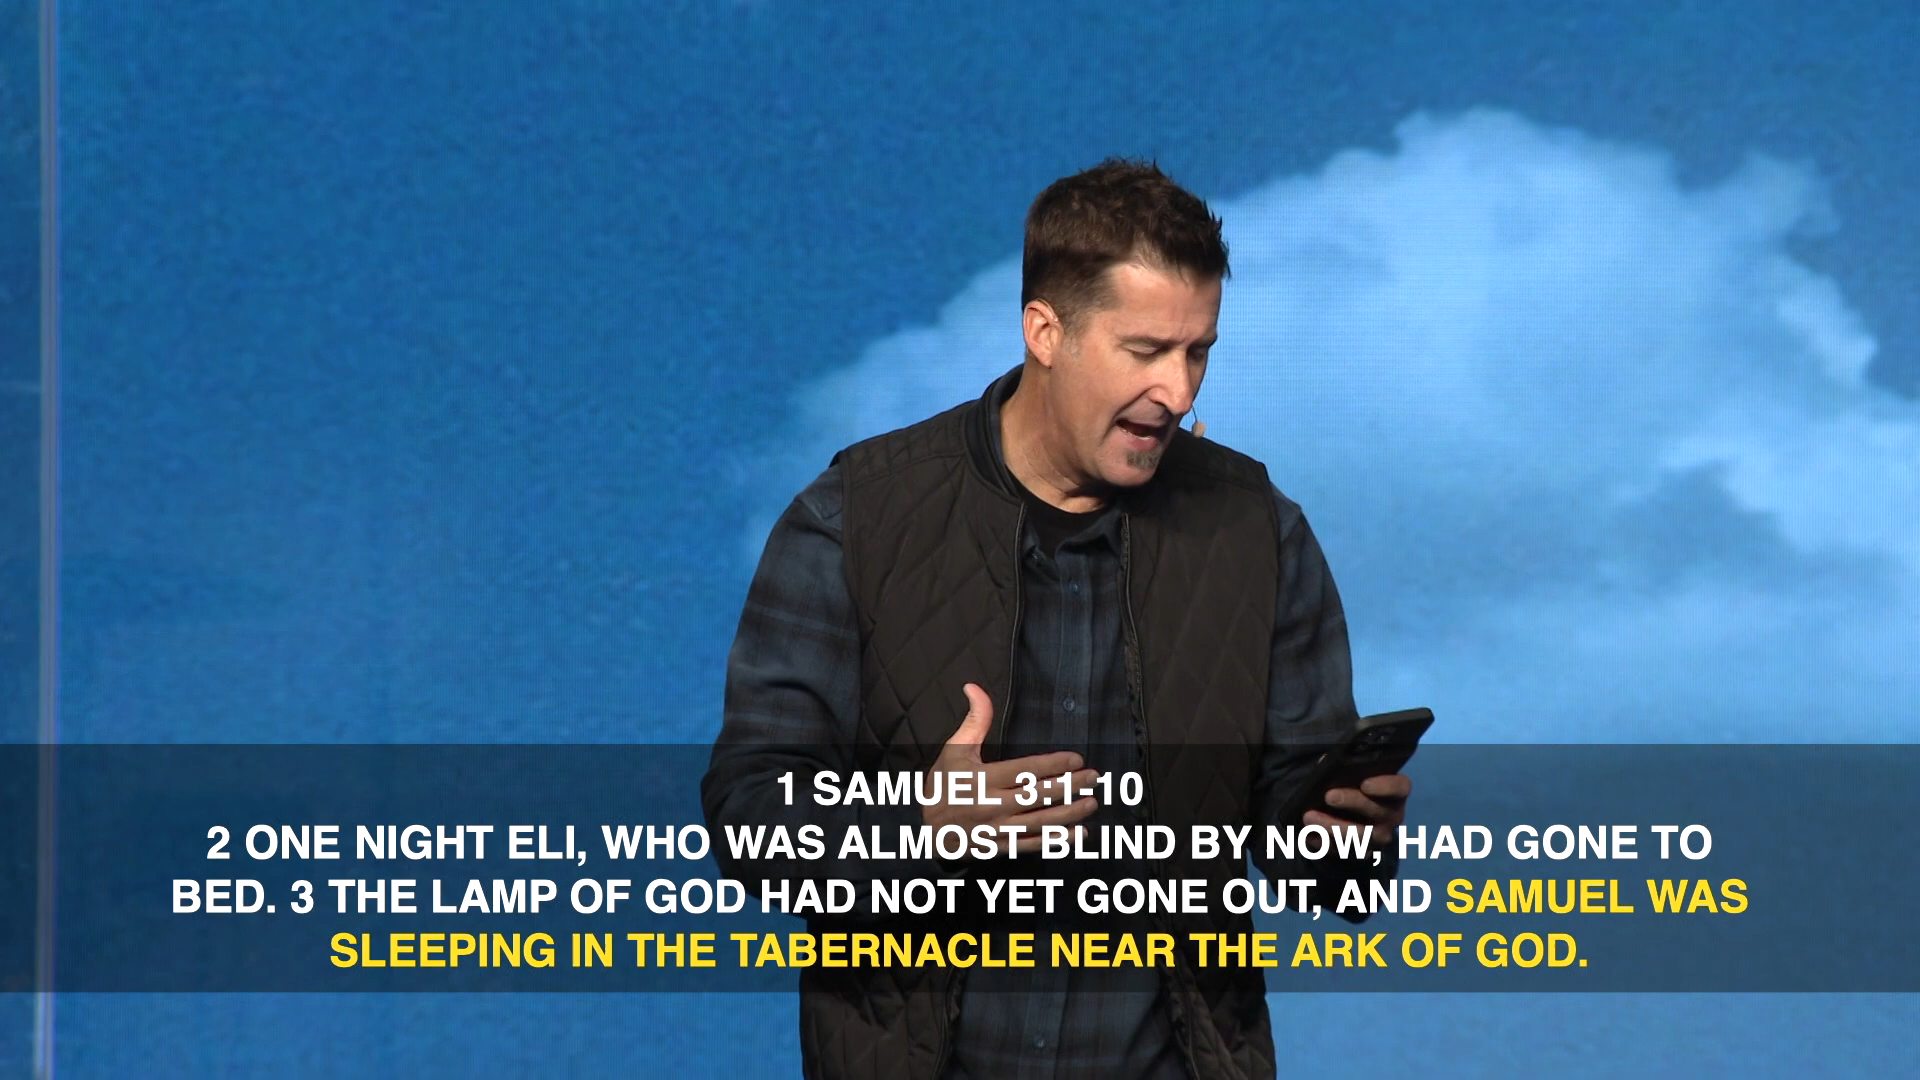 1 SAMUEL 3:1-10
2 ONE NIGHT ELI, WHO WAS ALMOST BLIND BY NOW, HAD GONE TO
BED. 3 THE LAMP OF GOD HAD NOT YET GONE OUT, AND SAMUEL WAS
SLEEPING IN THE TABERNACLE NEAR THE ARK OF GOD.